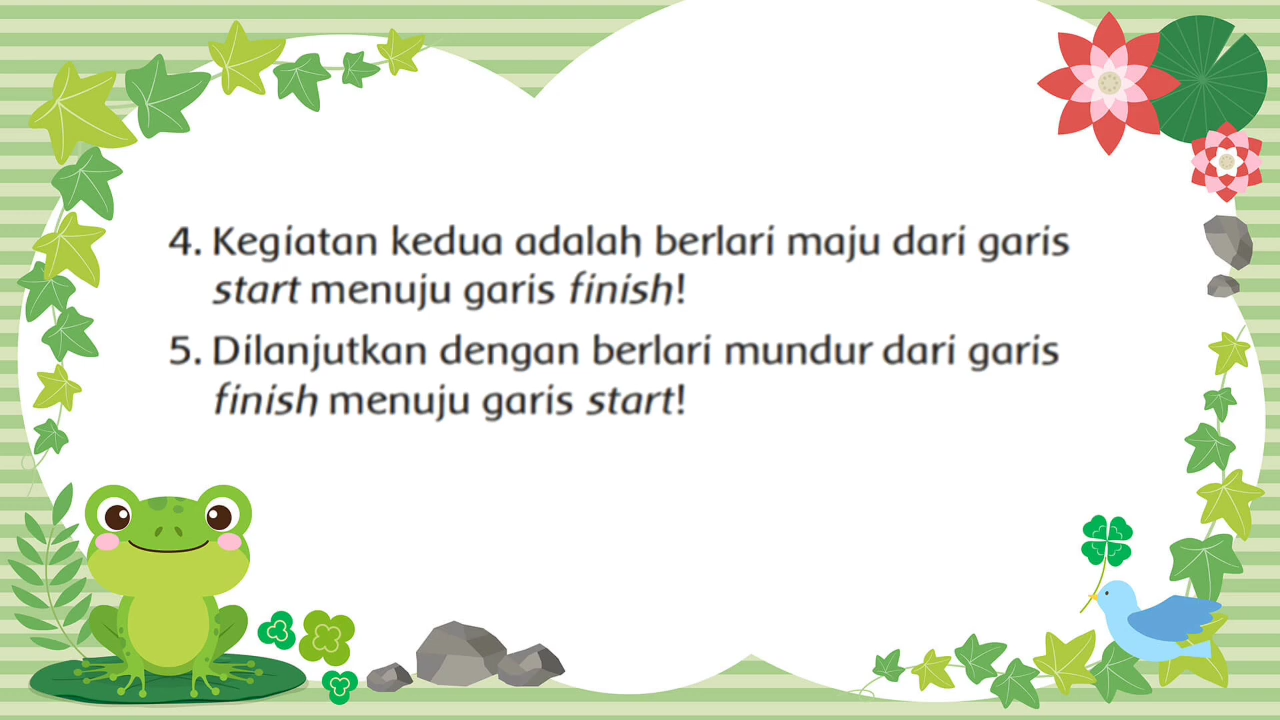 4. Kegiatan kedua adalah berlari maju dari garis
start menuju garis finish!
5. Dilanjutkan dengan berlari mundur dari garis
finish menuju garis start!